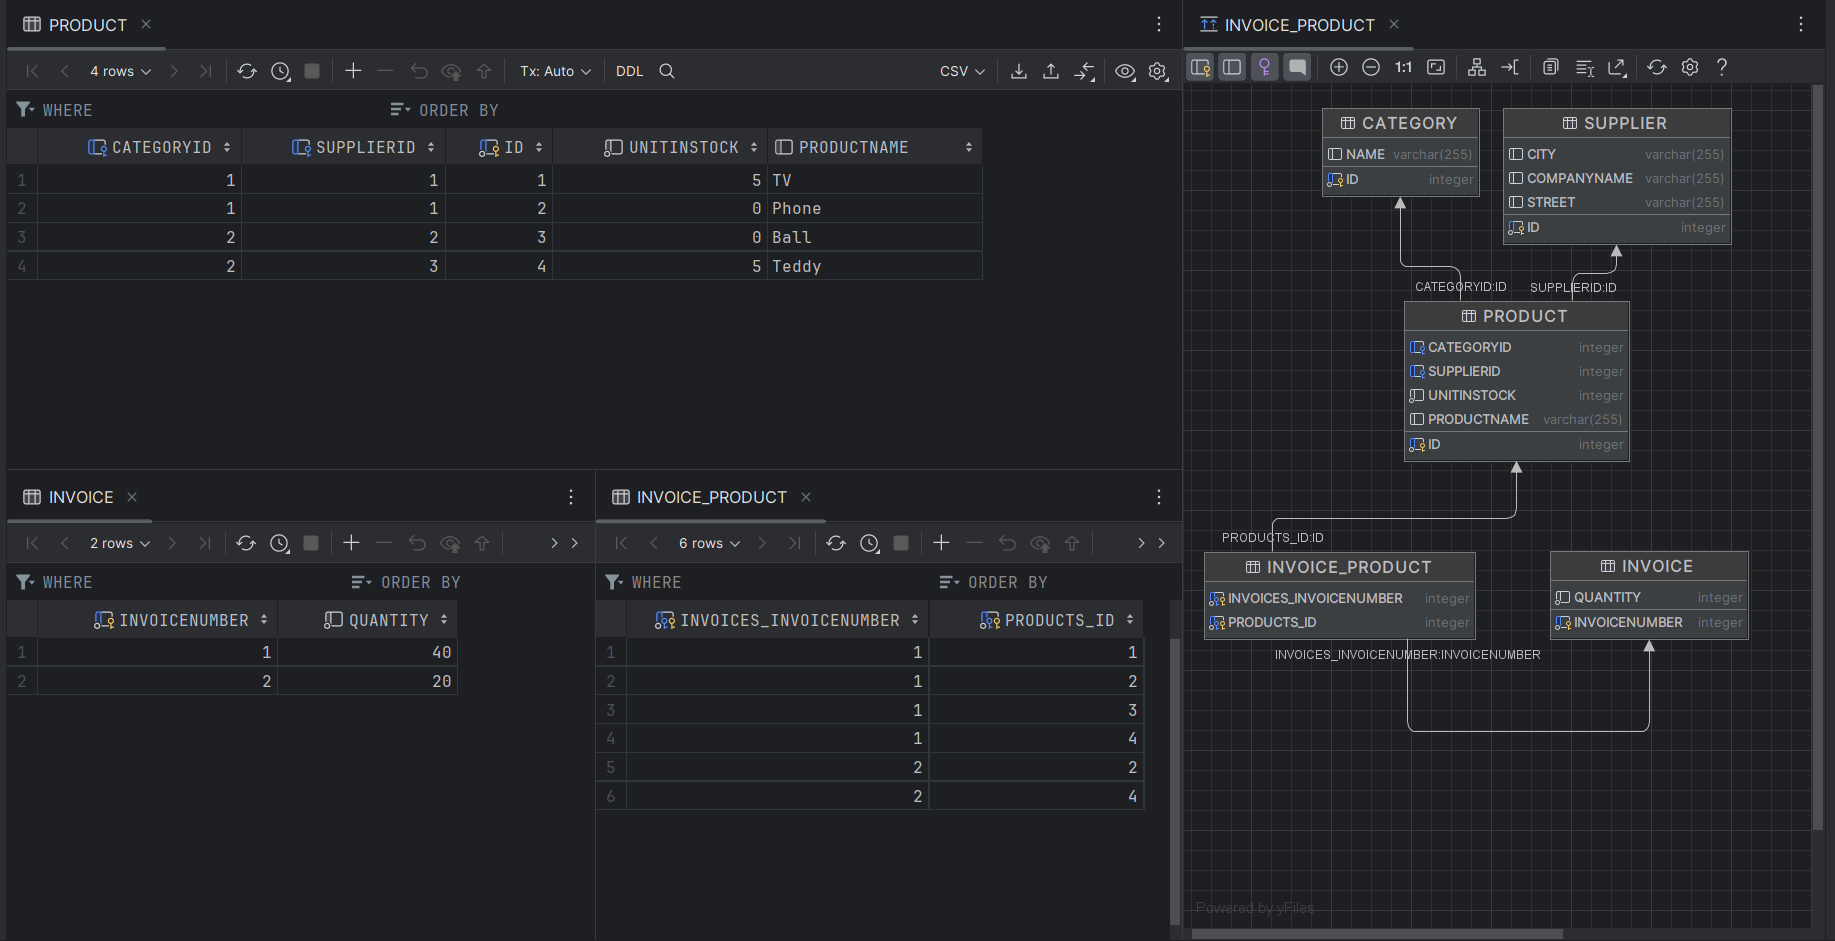 PRODUCT
4 rows
Tx: Auto
DDL
CSV
WHERE
ORDER BY
CATEGORYID SUPPLIERID ID UNITINSTOCK PRODUCTNAME
1 1 1 1 5 TV
2 1 1 2 0 Phone
3 2 2 3 0 Ball
4 2 3 4 5 Teddy
INVOICE
2 rows
WHERE
ORDER BY
INVOICENUMBER QUANTITY
1 1 40
2 2 20
INVOICE_PRODUCT
6 rows
WHERE
ORDER BY
INVOICES_INVOICENUMBER PRODUCTS_ID
1 1 1
2 1 2
3 1 3
4 1 4
5 2 2
6 2 4
INVOICE_PRODUCT
1:1
?
CATEGORY
NAME varchar(255)
ID integer
SUPPLIER
CITY varchar(255)
COMPANYNAME varchar(255)
STREET varchar(255)
ID integer
CATEGORYID:ID
SUPPLIERID:ID
PRODUCT
CATEGORYID integer
SUPPLIERID integer
UNITINSTOCK integer
PRODUCTNAME varchar(255)
ID integer
PRODUCTS_ID:ID
INVOICE_PRODUCT
INVOICES_INVOICENUMBER integer
PRODUCTS_ID integer
INVOICE
QUANTITY integer
INVOICENUMBER integer
INVOICES_INVOICENUMBER:INVOICENUMBER
Powered by yFiles